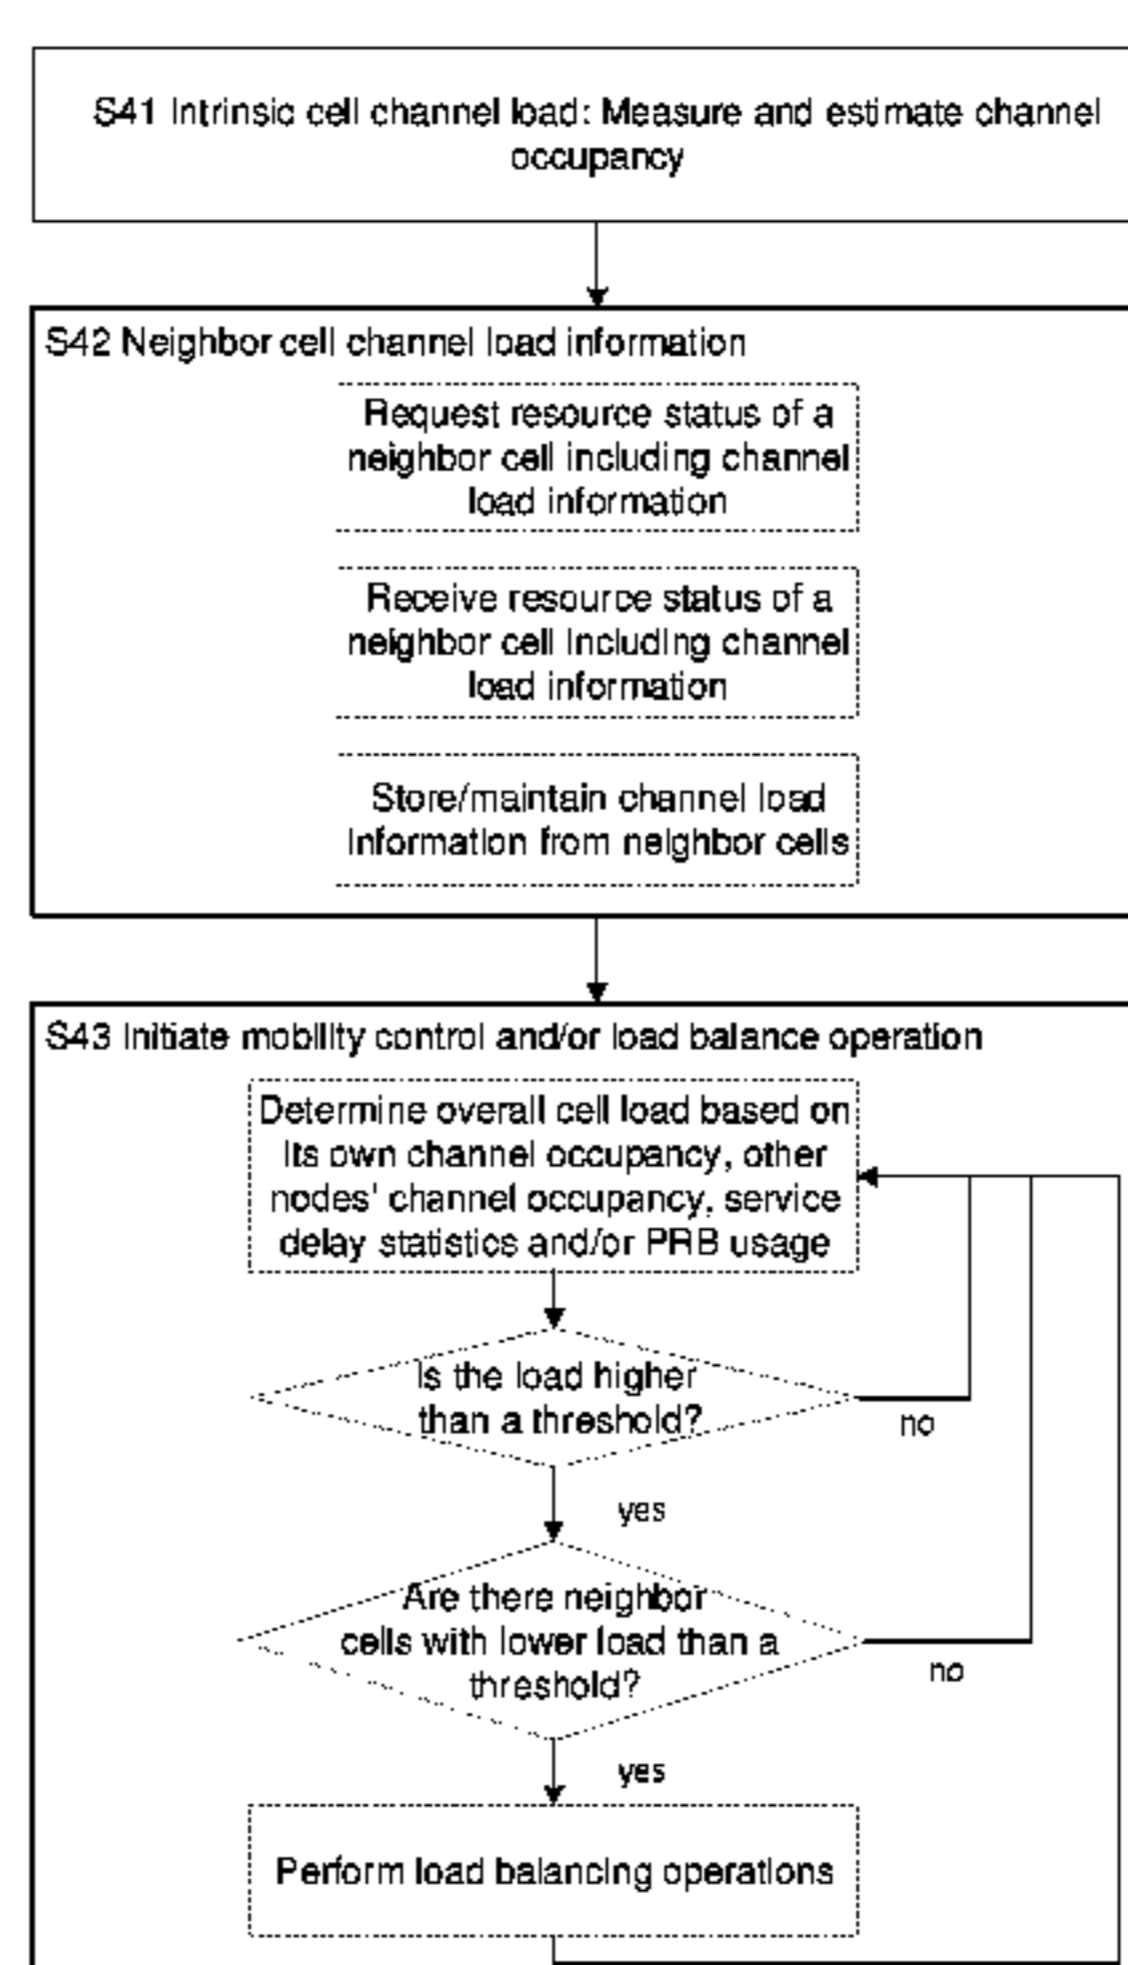 S41 Intrinsic cell channel load: Measure and estimate channel
occupancy
S42 Neighbor cell channel load information
Request resource status of a
neighbor cell including channel
load information
Receive resource status of a
neighbor cell including channel
load information
Store/maintain channel load
information from neighbor cells
S43 Initiate mobility control and/or load balance operation
Determine overall cell load based on
its own channel occupancy, other
nodes' channel occupancy, service
delay statistics and/or PRB usage
Is the load higher
than a threshold?
no
yes
Are there neighbor
cells with lower load than a
threshold?
no
yes
Perform load balancing operations